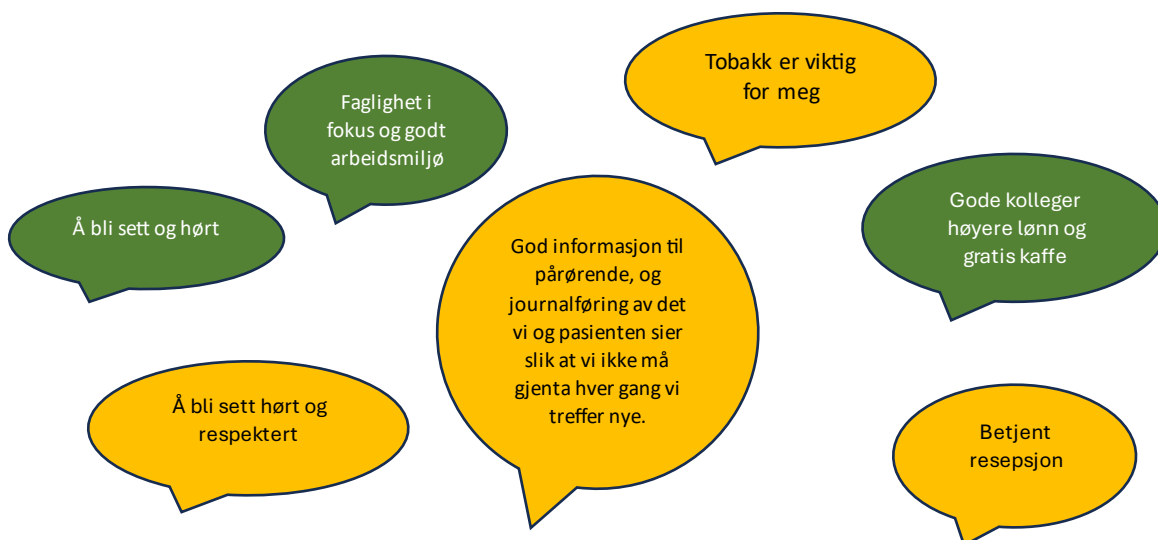 Tobakk er viktig
for meg
Faglighet i
fokus og godt
arbeidsmiljø
Gode kolleger
høyere lønn og
gratis kaffe
Å bli sett og hørt
God informasjon til
pårørende, og
journalføring av det
vi og pasienten sier
slik at vi ikke må
gjenta hver gang vi
treffer nye.
Å bli sett hørt og
respektert
Betjent
resepsjon